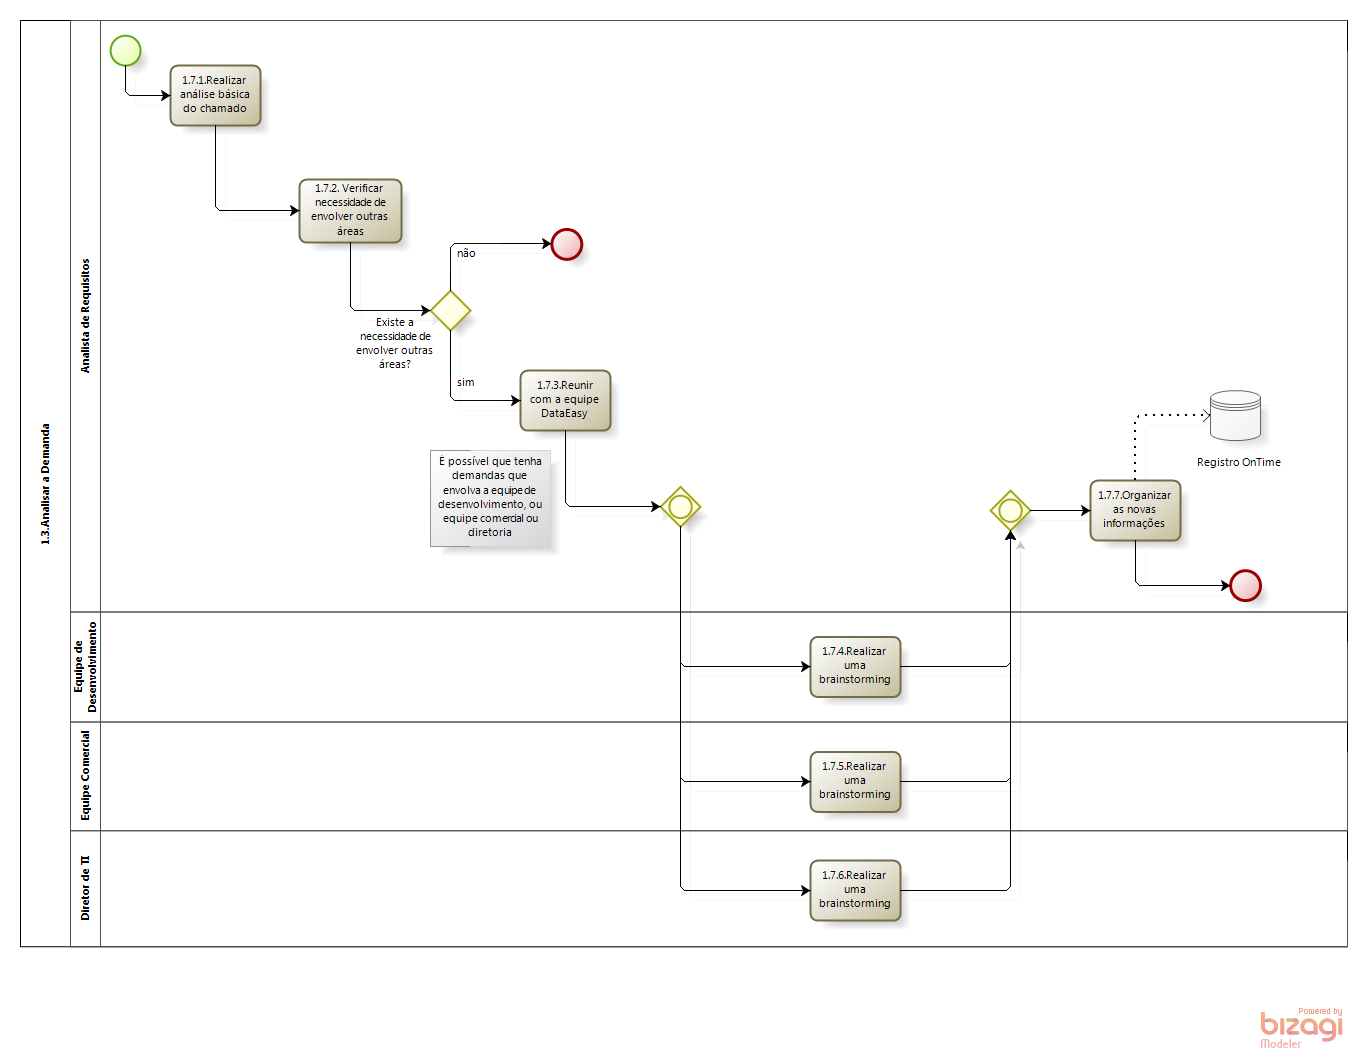 1.3.Analisar a Demanda
Analista de Requisitos
1.7.1.Realizar
análise básica
do chamado
1.7.2. Verificar
necessidade de
envolver outras
áreas
não
Existe a
necessidade de
envolver outras
áreas?
sim
1.7.3.Reunir
com a equipe
DataEasy
É possível que tenha
demandas que
envolva a equipe de
desenvolvimento, ou
equipe comercial ou
diretoria
Registro OnTime
1.7.7.Organizar
as novas
informações
Equipe de
Desenvolvimento
1.7.4.Realizar
uma
brainstorming
Equipe Comercial
1.7.5.Realizar
uma
brainstorming
Diretor de TI
1.7.6.Realizar
uma
brainstorming
Powered by
bizagi
Modeler